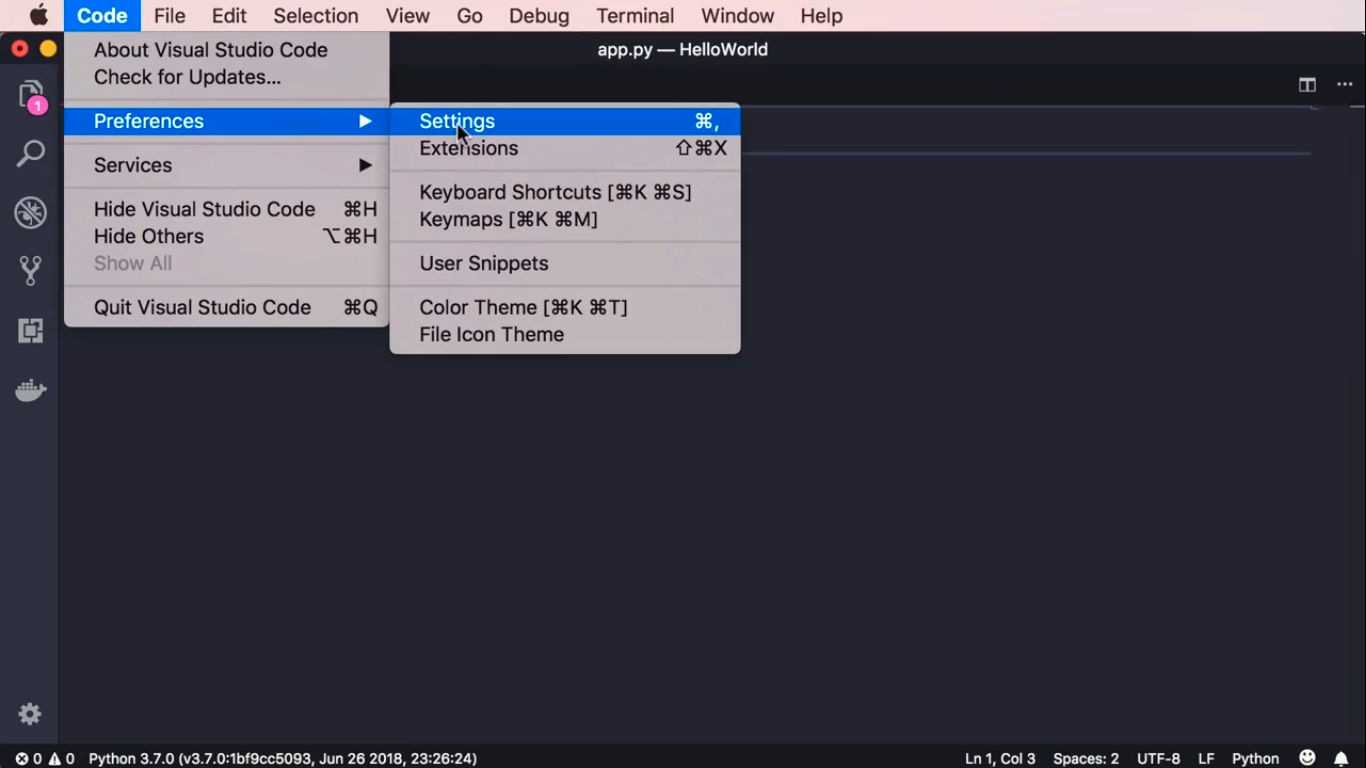 Code File Edit Selection View Go Debug Terminal Window Help
app.py — HelloWorld
About Visual Studio Code
Check for Updates...
Preferences ▶
Services ▶
Hide Visual Studio Code ⌘H
Hide Others ⌥⌘H
Show All
Quit Visual Studio Code ⌘Q
Settings ⌘,
Extensions ⇧⌘X
Keyboard Shortcuts [⌘K ⌘S]
Keymaps [⌘K ⌘M]
User Snippets
Color Theme [⌘K ⌘T]
File Icon Theme
1
0 0 Python 3.7.0 (v3.7.0:1bf9cc5093, Jun 26 2018, 23:26:24) Ln 1, Col 3 Spaces: 2 UTF-8 LF Python